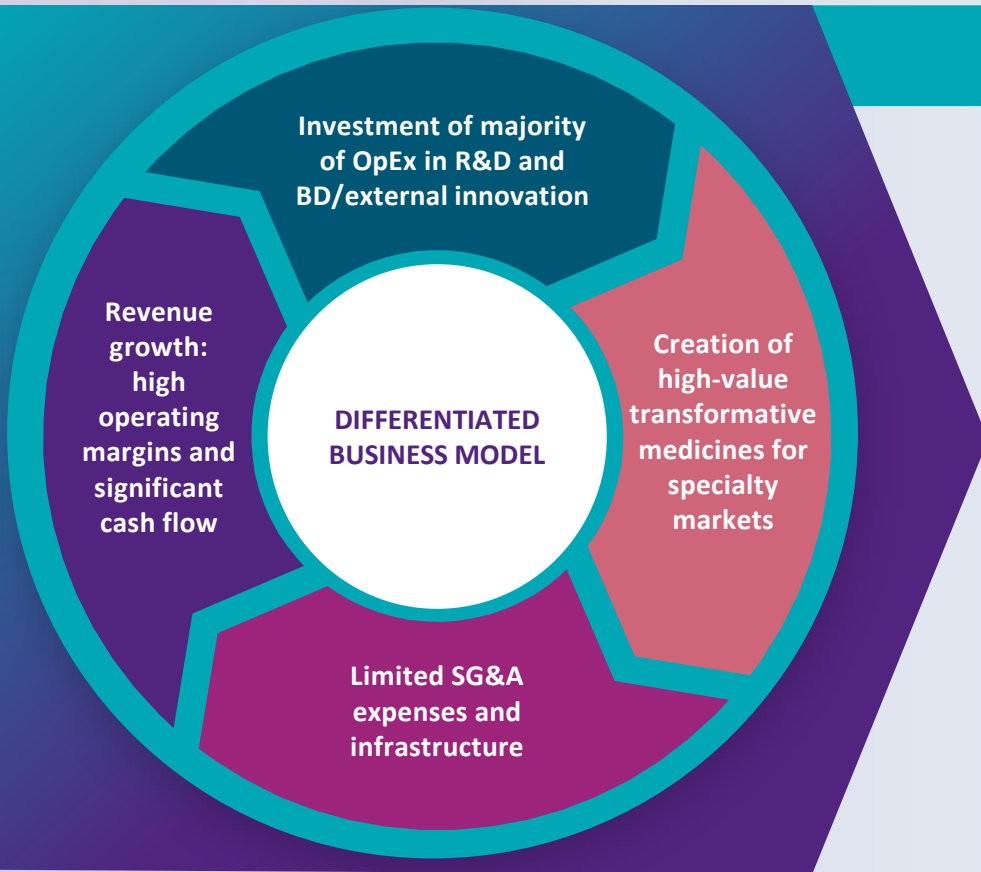 Investment of majority
of OpEx in R&D and
BD/external innovation
Creation of
high-value
transformative
medicines for
specialty
markets
Limited SG&A
expenses and
infrastructure
Revenue
growth:
high
operating
margins and
significant
cash flow
DIFFERENTIATED
BUSINESS MODEL